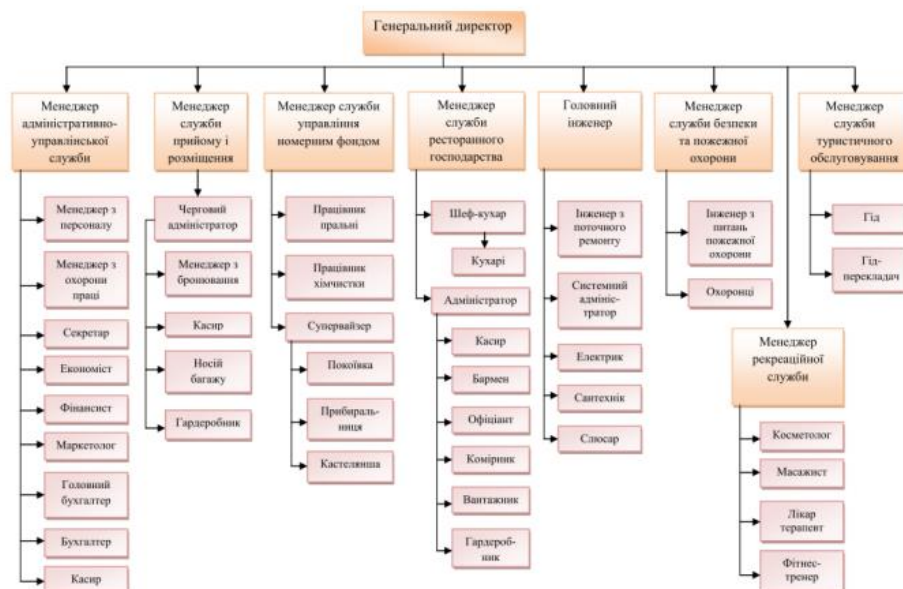 Генеральний директор
Менеджер
адміністративно-
управлінської
служби
Менеджер з
персоналу
Менеджер з
охорони
праці
Секретар
Економіст
Фінансист
Маркетолог
Головний
бухгалтер
Бухгалтер
Касир
Менеджер
служби
прийому і
розміщення
Черговий
адміністратор
Менеджер з
бронювання
Касир
Носій
багажу
Гардеробник
Менеджер служби
управління
номерним фондом
Працівник
пральні
Працівник
хімчистки
Супервайзер
Покоївка
Прибираль-
ниця
Кастелянша
Менеджер
служби
ресторанного
господарства
Шеф-кухар
Кухарі
Адміністратор
Касир
Бармен
Офіціант
Комірник
Вантажник
Гардероб-
ник
Головний
інженер
Інженер з
поточного
ремонту
Системний
адмініс-
тратор
Електрик
Сантехнік
Слюсар
Менеджер
служби безпеки
та пожежної
охорони
Інженер з
питань
пожежної
охорони
Охоронці
Менеджер
рекреаційної
служби
Косметолог
Масажист
Лікар
терапевт
Фітнес-
тренер
Менеджер
служби
туристичного
обслуговування
Гід
Гід-
перекладач